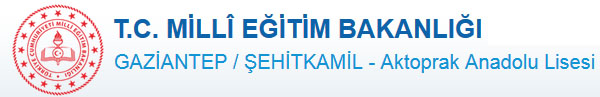 T.C. MİLLÎ EĞİTİM BAKANLIĞI
GAZİANTEP / ŞEHİTKAMİL - Aktoprak Anadolu Lisesi